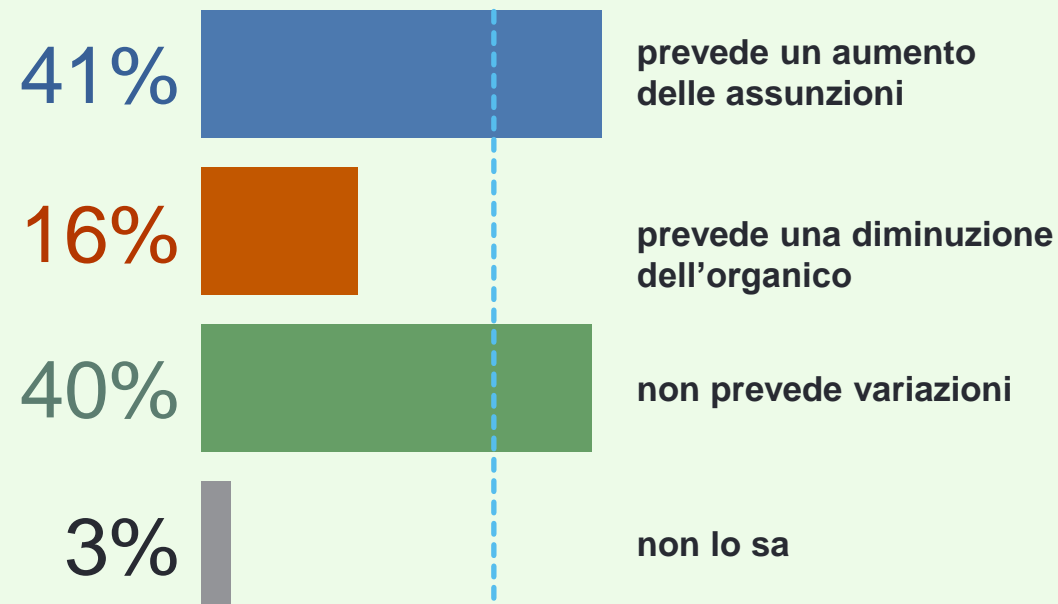 41%
prevede un aumento
delle assunzioni
16%
prevede una diminuzione
dell’organico
40%
non prevede variazioni
3%
non lo sa